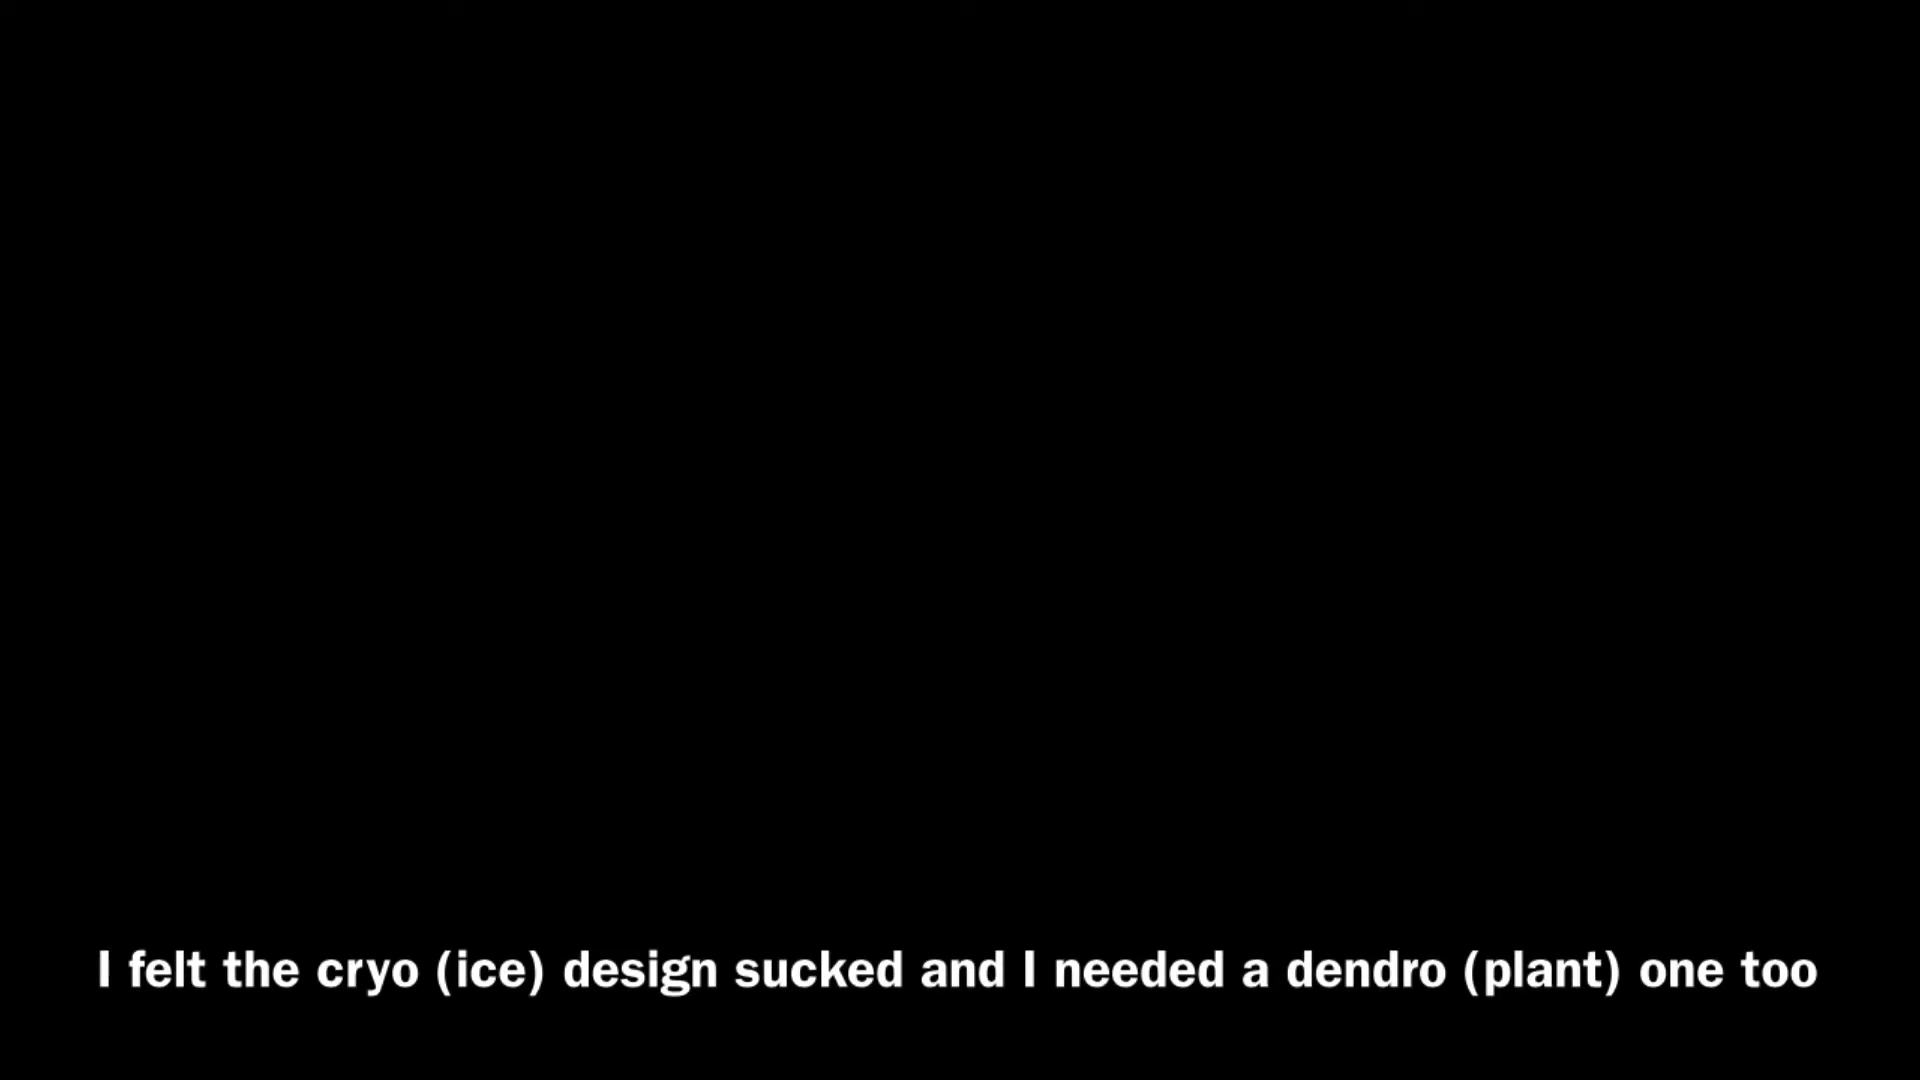 I felt the cryo (ice) design sucked and I needed a dendro (plant) one too